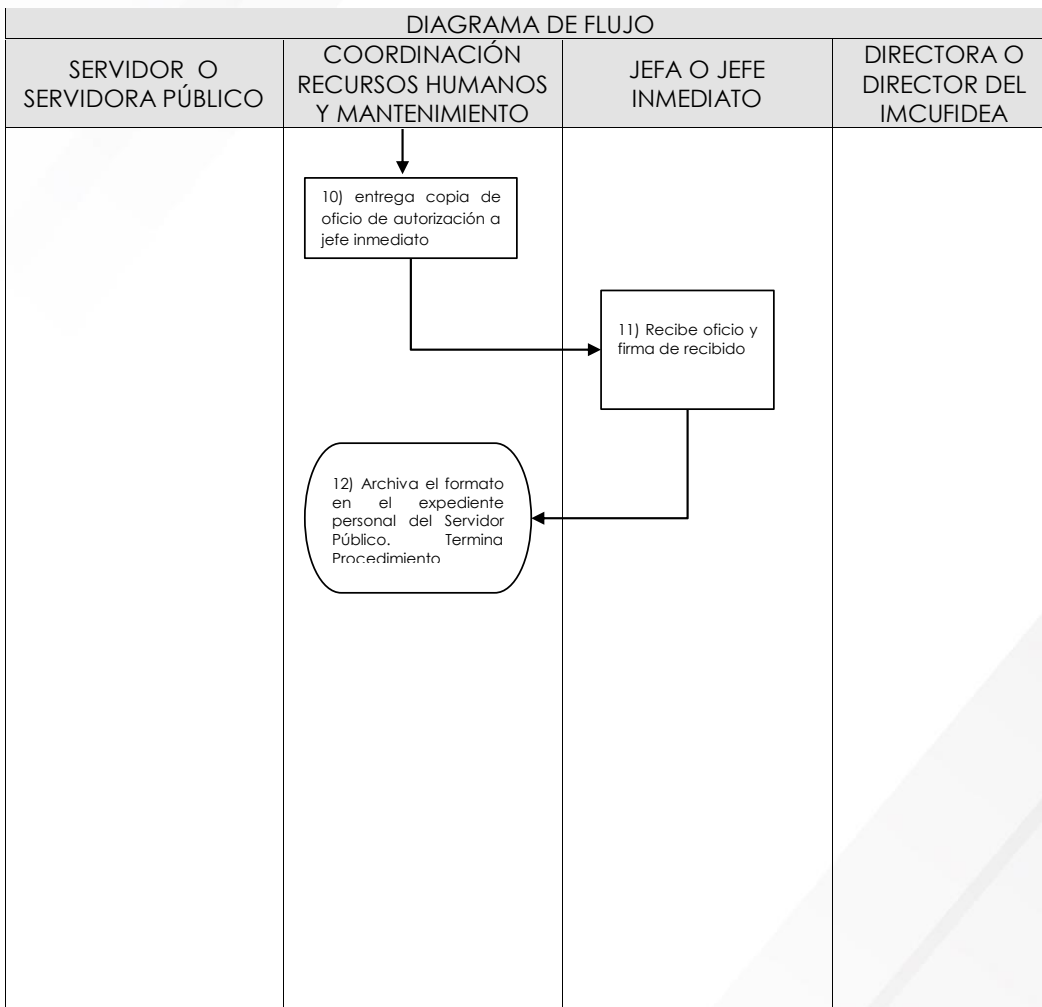 DIAGRAMA DE FLUJO
SERVIDOR O
SERVIDORA PÚBLICO
COORDINACIÓN
RECURSOS HUMANOS
Y MANTENIMIENTO
JEFA O JEFE
INMEDIATO
DIRECTORA O
DIRECTOR DEL
IMCUFIDEA
10) entrega copia de
oficio de autorización a
jefe inmediato
11) Recibe oficio y
firma de recibido
12) Archiva el formato
en el expediente
personal del Servidor
Público. Termina
Procedimiento